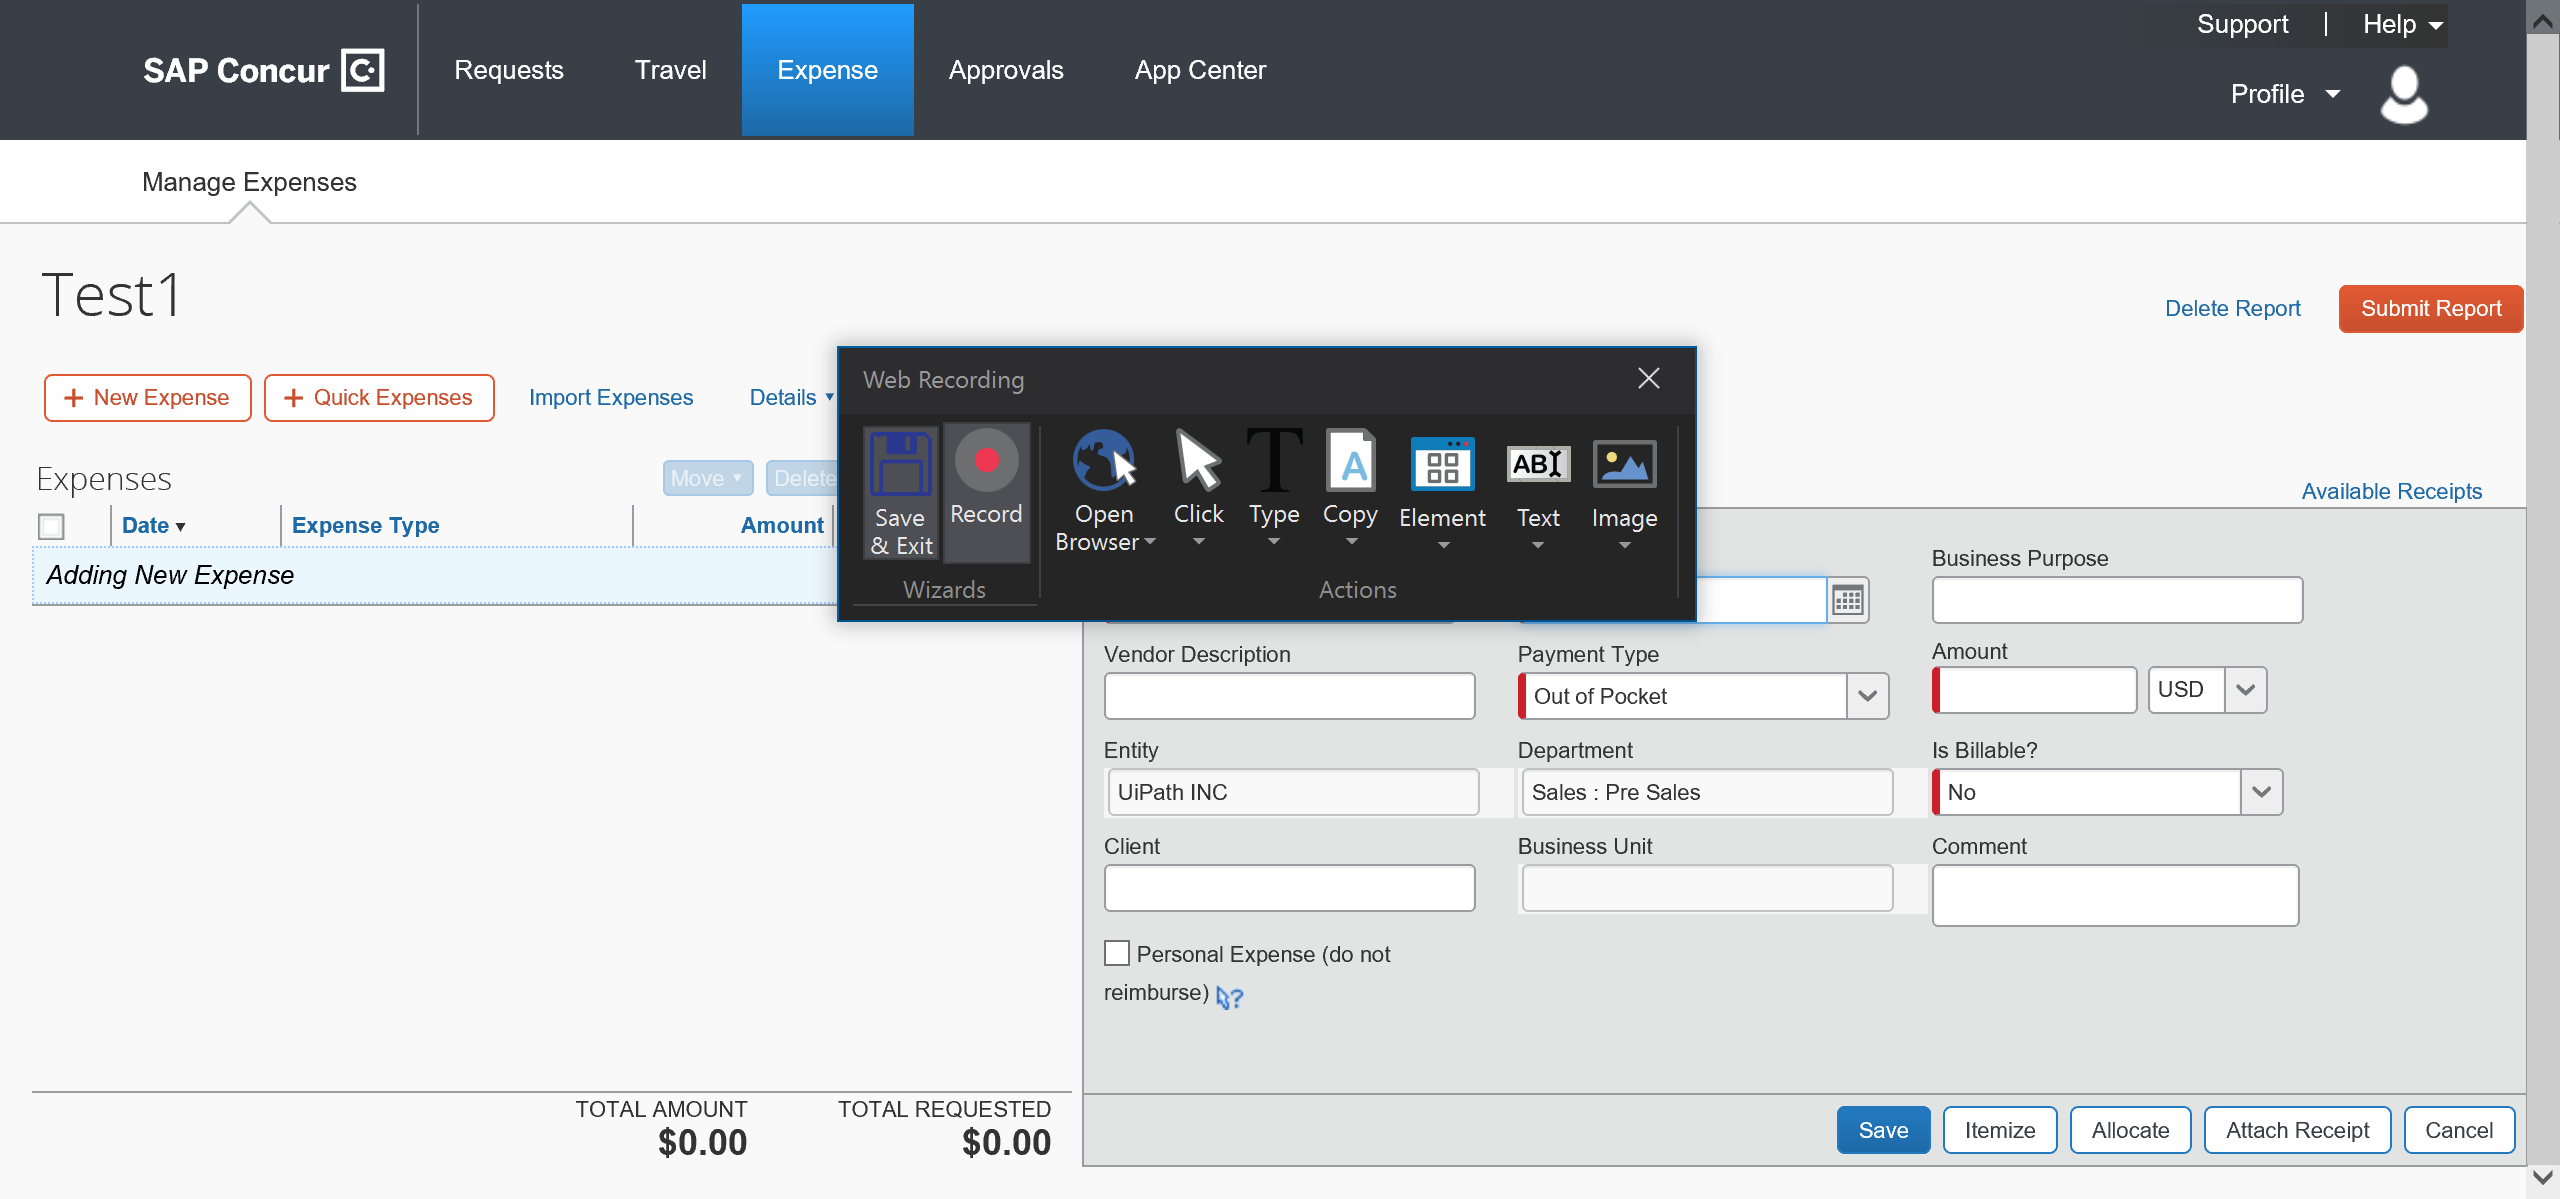 Support | Help
SAP Concur
Requests Travel Expense Approvals App Center
Profile
Manage Expenses
Test1
Delete Report Submit Report
Web Recording
+ New Expense + Quick Expenses Import Expenses Details
Save & Exit
Record
Open Browser
Click
Type
Copy
Element
ABI
Text
Image
Wizards
Actions
Expenses Move Delete
Available Receipts
Date Expense Type Amount
Adding New Expense
Business Purpose
Vendor Description Payment Type Amount
Out of Pocket USD
Entity Department Is Billable?
UiPath INC Sales : Pre Sales No
Client Business Unit Comment
Personal Expense (do not
reimburse) ?
TOTAL AMOUNT TOTAL REQUESTED
$0.00 $0.00
Save Itemize Allocate Attach Receipt Cancel